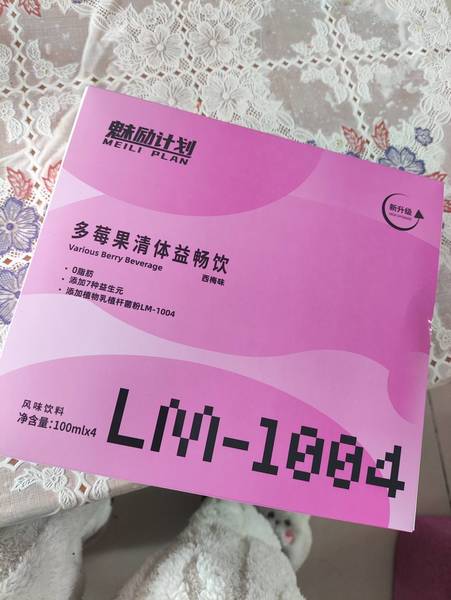 魅励计划
MEILI PLAN
新升级
多莓果清体益畅饮
Various Berry Beverage
西梅味
· 0脂肪
· 添加7种益生元
· 添加植物乳植杆菌粉LM-1004
风味饮料
净含量:100mlx4
LM-1004